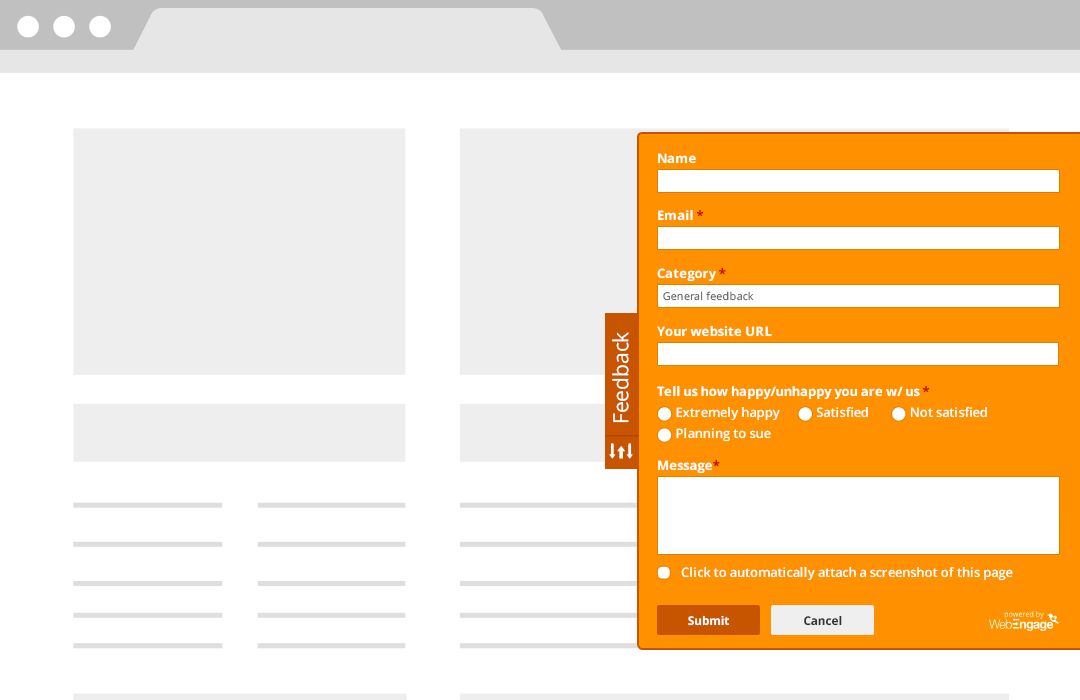 Name
Email *
Category *
General feedback
Your website URL
Feedback
Tell us how happy/unhappy you are w/ us *
Extremely happy Satisfied Not satisfied
Planning to sue
Message*
Click to automatically attach a screenshot of this page
Submit Cancel
powered by
WebEngage